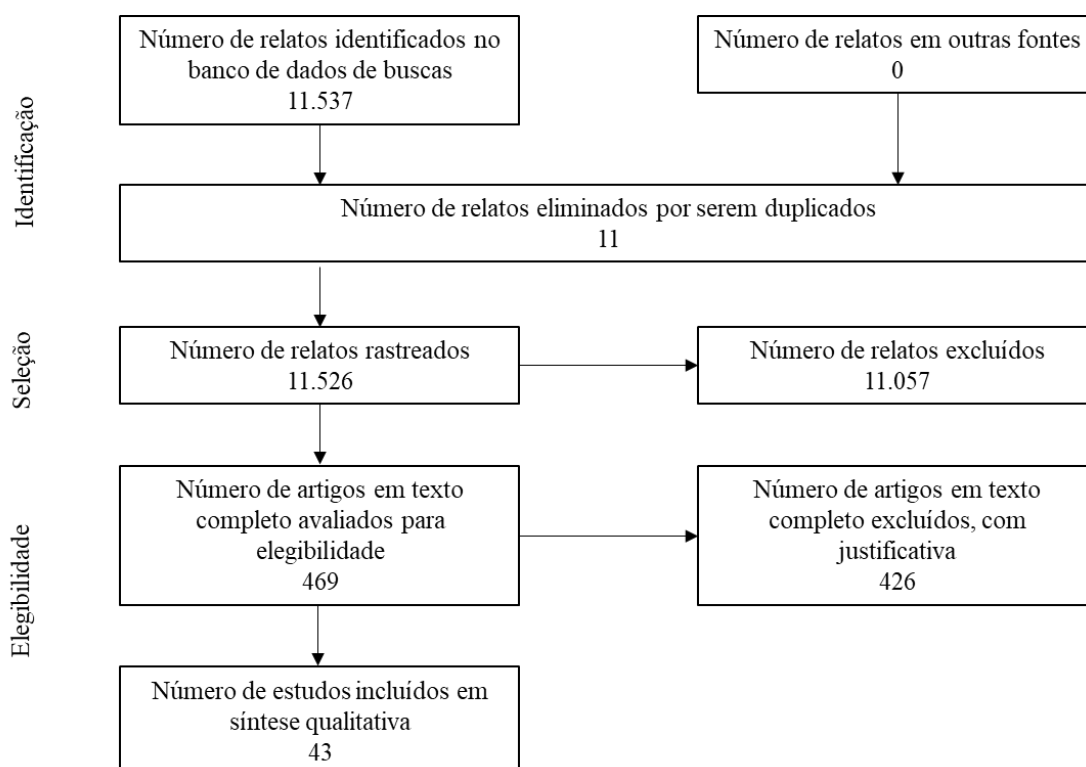 Identificação
Número de relatos identificados no
banco de dados de buscas
11.537
Número de relatos em outras fontes
0
Número de relatos eliminados por serem duplicados
11
Seleção
Número de relatos rastreados
11.526
Número de relatos excluídos
11.057
Elegibilidade
Número de artigos em texto
completo avaliados para
elegibilidade
469
Número de artigos em texto
completo excluídos, com
justificativa
426
Número de estudos incluídos em
síntese qualitativa
43